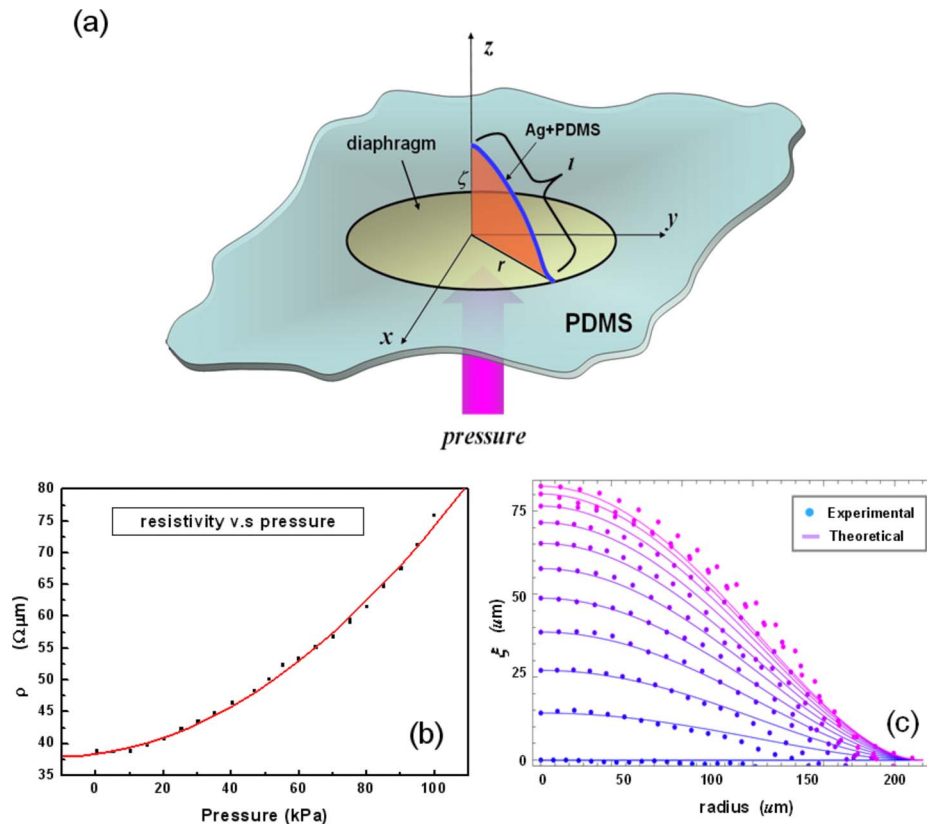 (a)
z
Ag+PDMS
diaphragm
ζ
l
y
r
x
PDMS
pressure
80
75
70
65
60
55
50
45
40
35
resistivity v.s pressure
ρ (Ωμm)
(b)
0 20 40 60 80 100
Pressure (kPa)
75
50
25
0
ξ (um)
Experimental
Theoretical
(c)
0 50 100 150 200
radius (um)